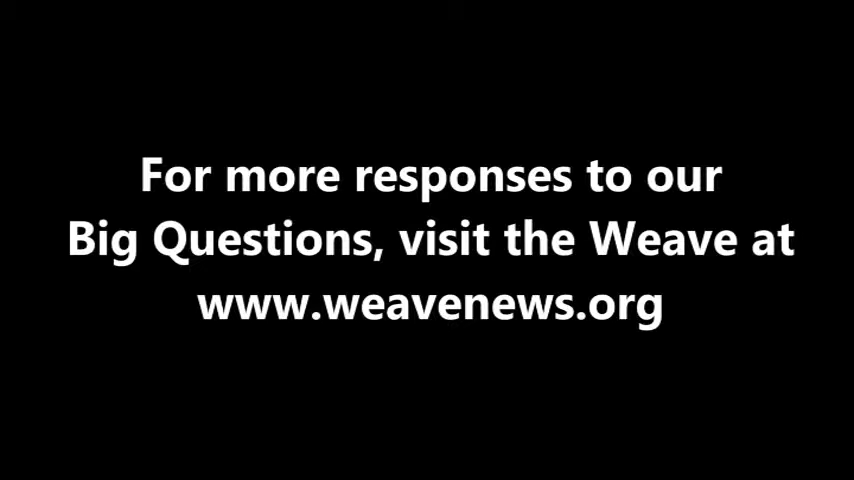 For more responses to our
Big Questions, visit the Weave at
www.weavenews.org